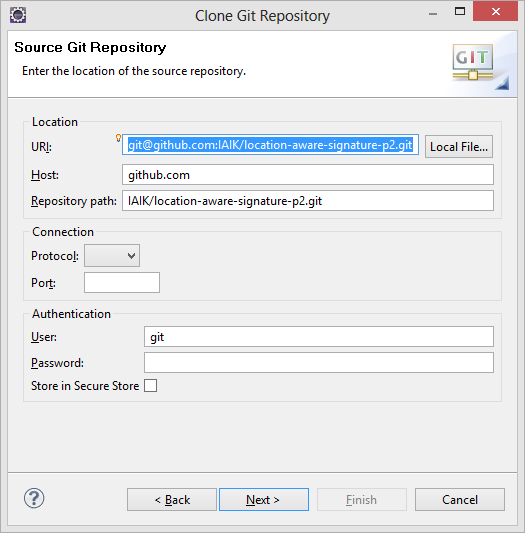 Clone Git Repository
Source Git Repository
Enter the location of the source repository.
GIT
Location
URI: git@github.com:IAIK/location-aware-signature-p2.git Local File...
Host: github.com
Repository path: IAIK/location-aware-signature-p2.git
Connection
Protocol:
Port:
Authentication
User: git
Password:
Store in Secure Store
? < Back Next > Finish Cancel